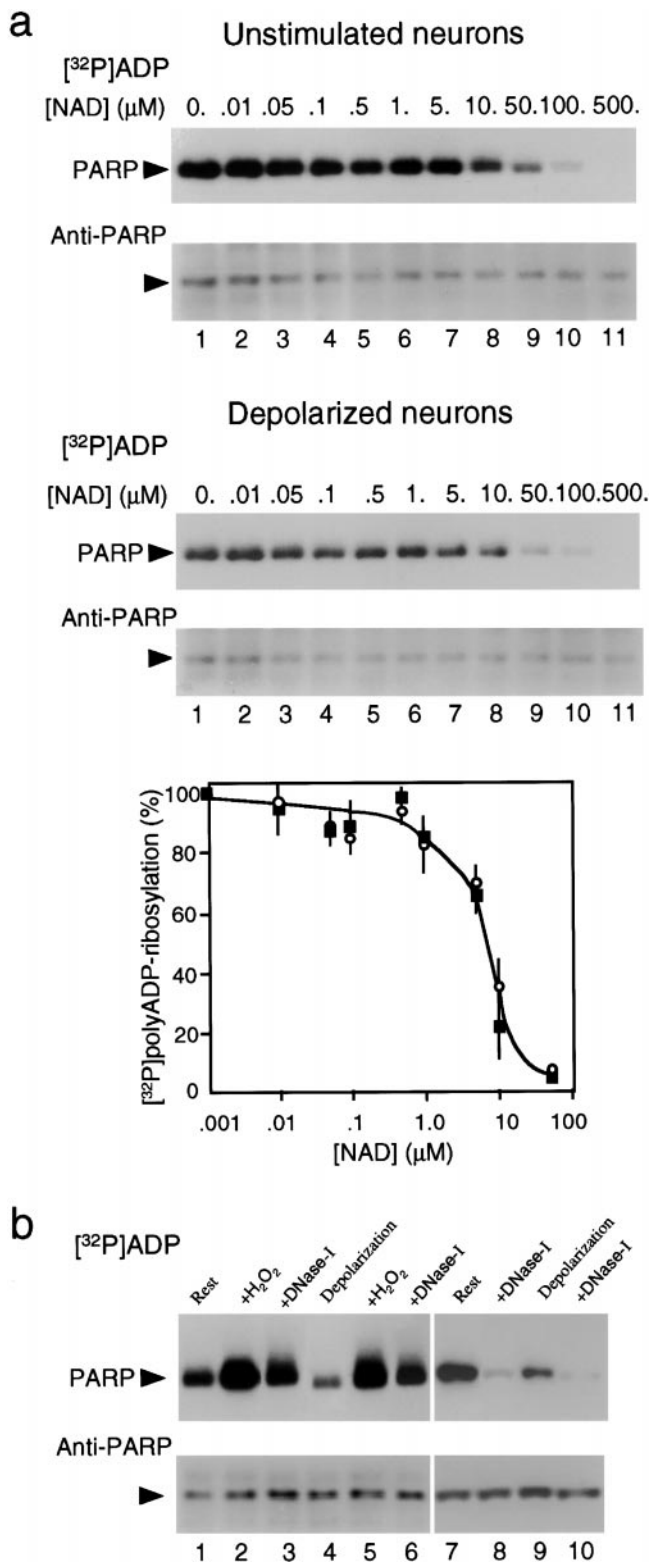 a
Unstimulated neurons
[³²P]ADP
[NAD] (μM) 0. .01 .05 .1 .5 1. 5. 10. 50. 100. 500.
PARP
Anti-PARP
1 2 3 4 5 6 7 8 9 10 11
Depolarized neurons
[³²P]ADP
[NAD] (μM) 0. .01 .05 .1 .5 1. 5. 10. 50. 100. 500.
PARP
Anti-PARP
1 2 3 4 5 6 7 8 9 10 11
[³²P]polyADP-ribosylation (%)
100
80
60
40
20
0
.001 .01 .1 1.0 10 100
[NAD] (μM)
b
[³²P]ADP
Rest +H₂O₂ +DNase-I Depolarization +H₂O₂ +DNase-I Rest +DNase-I Depolarization +DNase-I
PARP
Anti-PARP
1 2 3 4 5 6 7 8 9 10